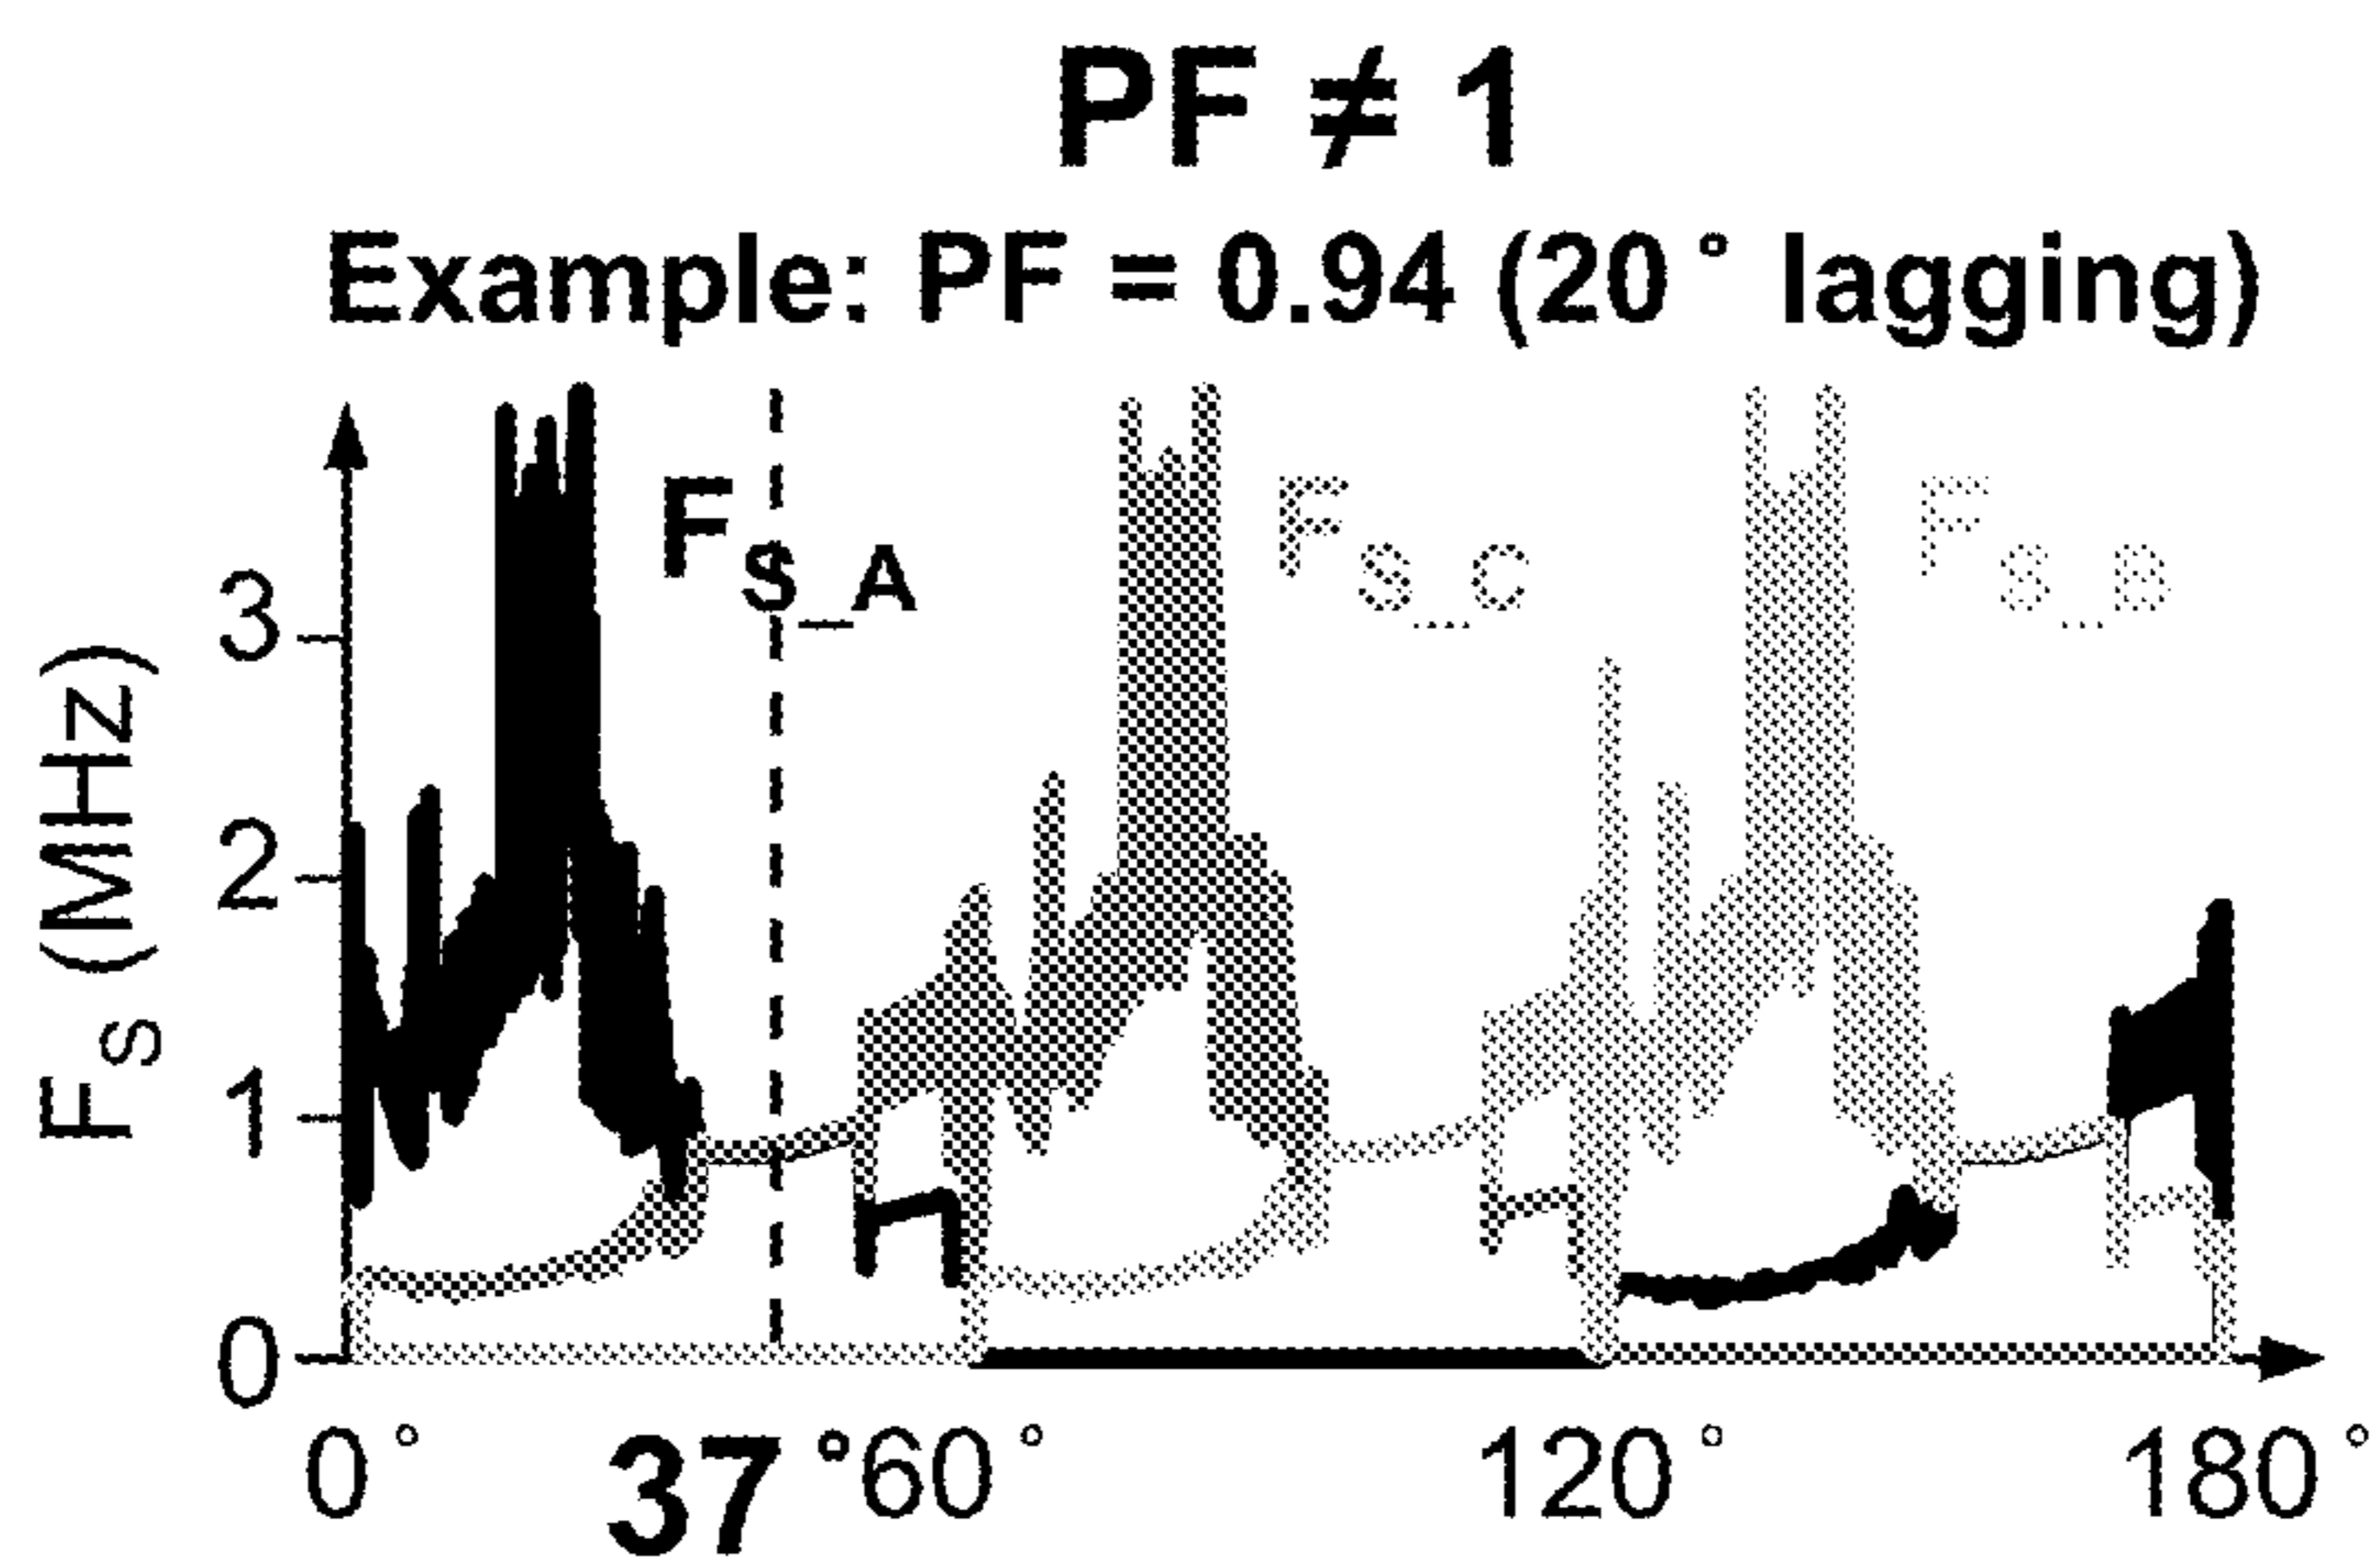 PF ≠ 1
Example: PF = 0.94 (20° lagging)
F_S_A
F_S_C
F_S_B
F_S (MHz)
3
2
1
0
0° 37° 60° 120° 180°